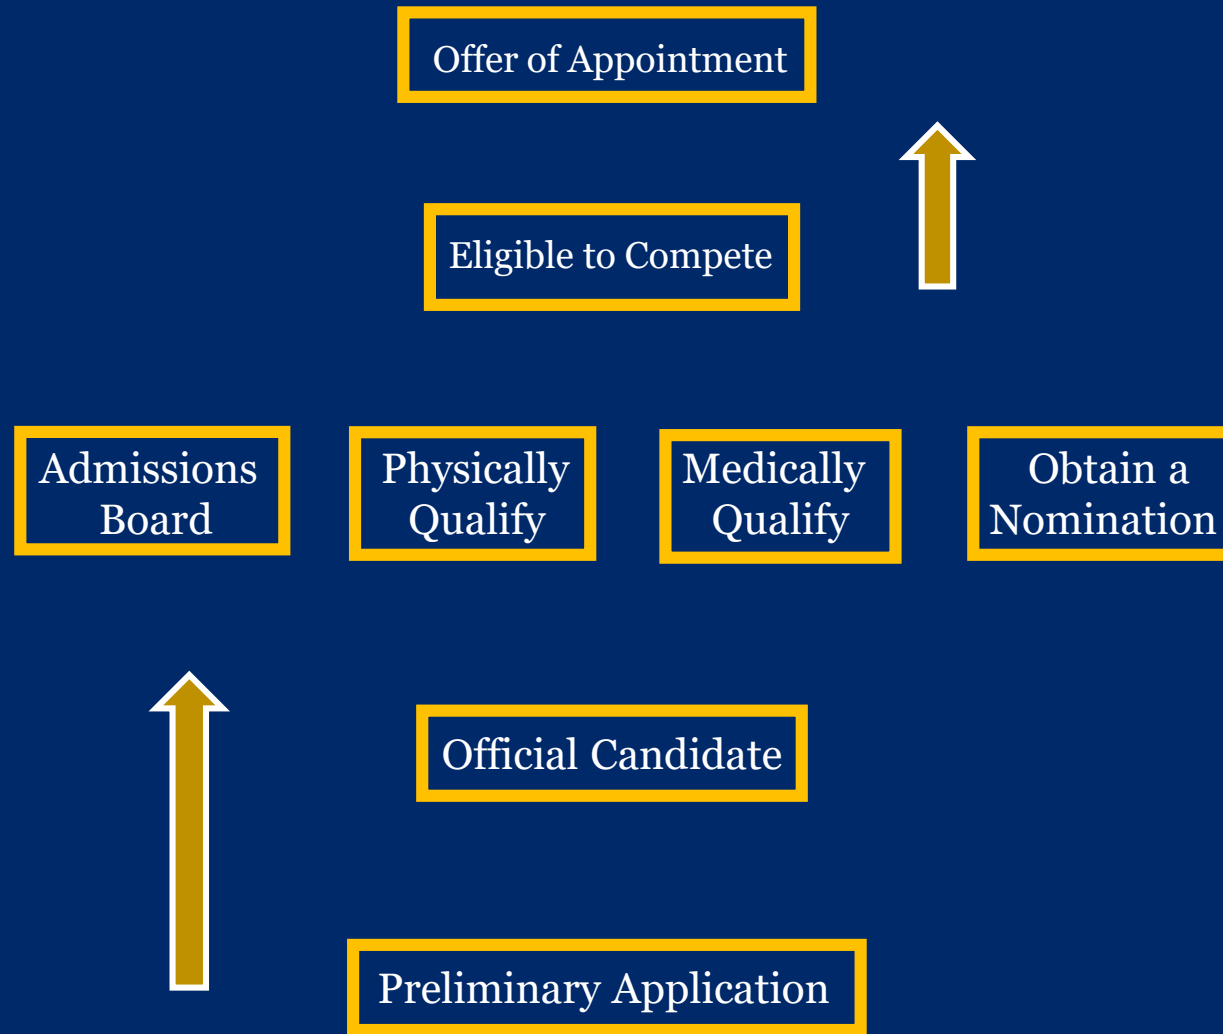 Offer of Appointment
Eligible to Compete
Admissions
Board
Physically
Qualify
Medically
Qualify
Obtain a
Nomination
Official Candidate
Preliminary Application